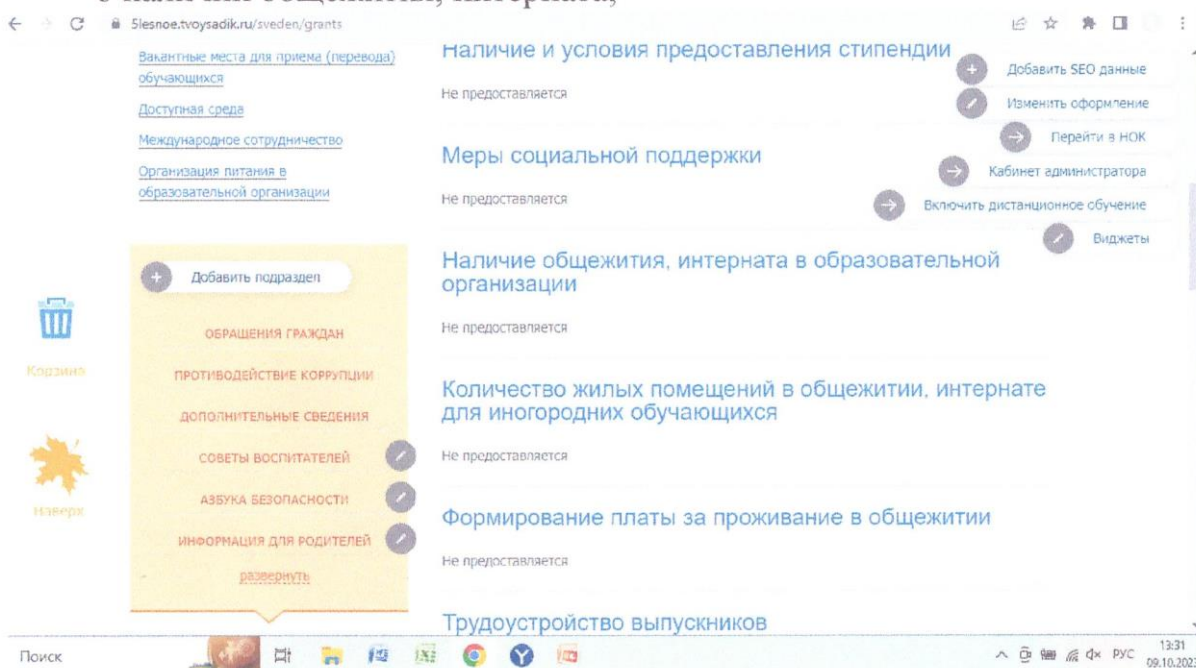 5lesnoe.tvoysadik.ru/sveden/grants
Вакантные места для приема (перевода)
обучающихся
Доступная среда
Международное сотрудничество
Организация питания в
образовательной организации
Добавить подраздел
ОБРАЩЕНИЯ ГРАЖДАН
ПРОТИВОДЕЙСТВИЕ КОРРУПЦИИ
ДОПОЛНИТЕЛЬНЫЕ СВЕДЕНИЯ
СОВЕТЫ ВОСПИТАТЕЛЕЙ
АЗБУКА БЕЗОПАСНОСТИ
ИНФОРМАЦИЯ ДЛЯ РОДИТЕЛЕЙ
развернуть
Корзина
Наверх
Наличие и условия предоставления стипендии
Не предоставляется
Меры социальной поддержки
Не предоставляется
Наличие общежития, интерната в образовательной
организации
Не предоставляется
Количество жилых помещений в общежитии, интернате
для иногородних обучающихся
Не предоставляется
Формирование платы за проживание в общежитии
Не предоставляется
Трудоустройство выпускников
Добавить SEO данные
Изменить оформление
Перейти в НОК
Кабинет администратора
Включить дистанционное обучение
Виджеты
Поиск
РУС
13:31